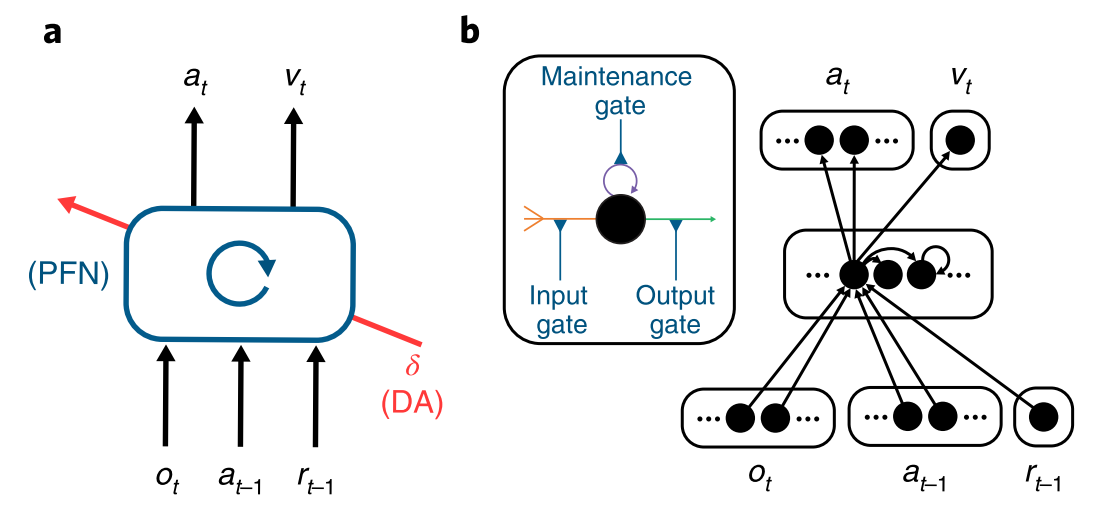 a
a_t
v_t
(PFN)
δ
(DA)
o_t
a_{t–1}
r_{t–1}
b
Maintenance
gate
Input
gate
Output
gate
a_t
v_t
...
...
...
...
...
...
...
...
o_t
a_{t–1}
r_{t–1}